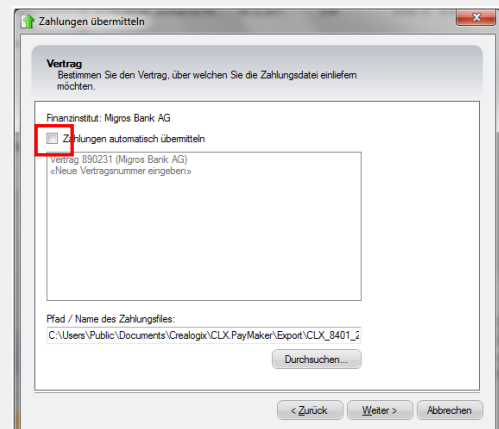 Zahlungen übermitteln
Vertrag
Bestimmen Sie den Vertrag, über welchen Sie die Zahlungsdatei einliefern
möchten.
Finanzinstitut: Migros Bank AG
Zahlungen automatisch übermitteln
Vertrag 890231 (Migros Bank AG)
«Neue Vertragsnummer eingeben»
Pfad / Name des Zahlungsfiles:
C:\Users\Public\Documents\Crealogix\CLX.PayMaker\Export\CLX_8401_2
Durchsuchen...
< Zurück
Weiter >
Abbrechen